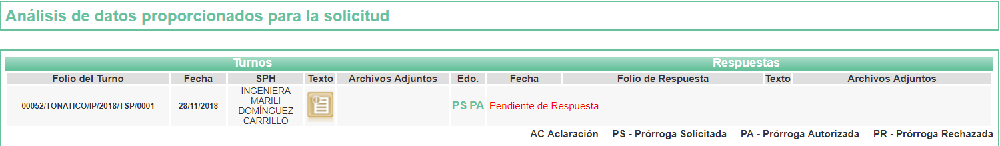 Análisis de datos proporcionados para la solicitud
Turnos Respuestas
Folio del Turno Fecha SPH Texto Archivos Adjuntos Edo. Fecha Folio de Respuesta Texto Archivos Adjuntos
00052/TONATICO/IP/2018/TSP/0001 28/11/2018 INGENIERA
MARILI
DOMÍNGUEZ
CARRILLO PS PA Pendiente de Respuesta
AC Aclaración PS - Prórroga Solicitada PA - Prórroga Autorizada PR - Prórroga Rechazada